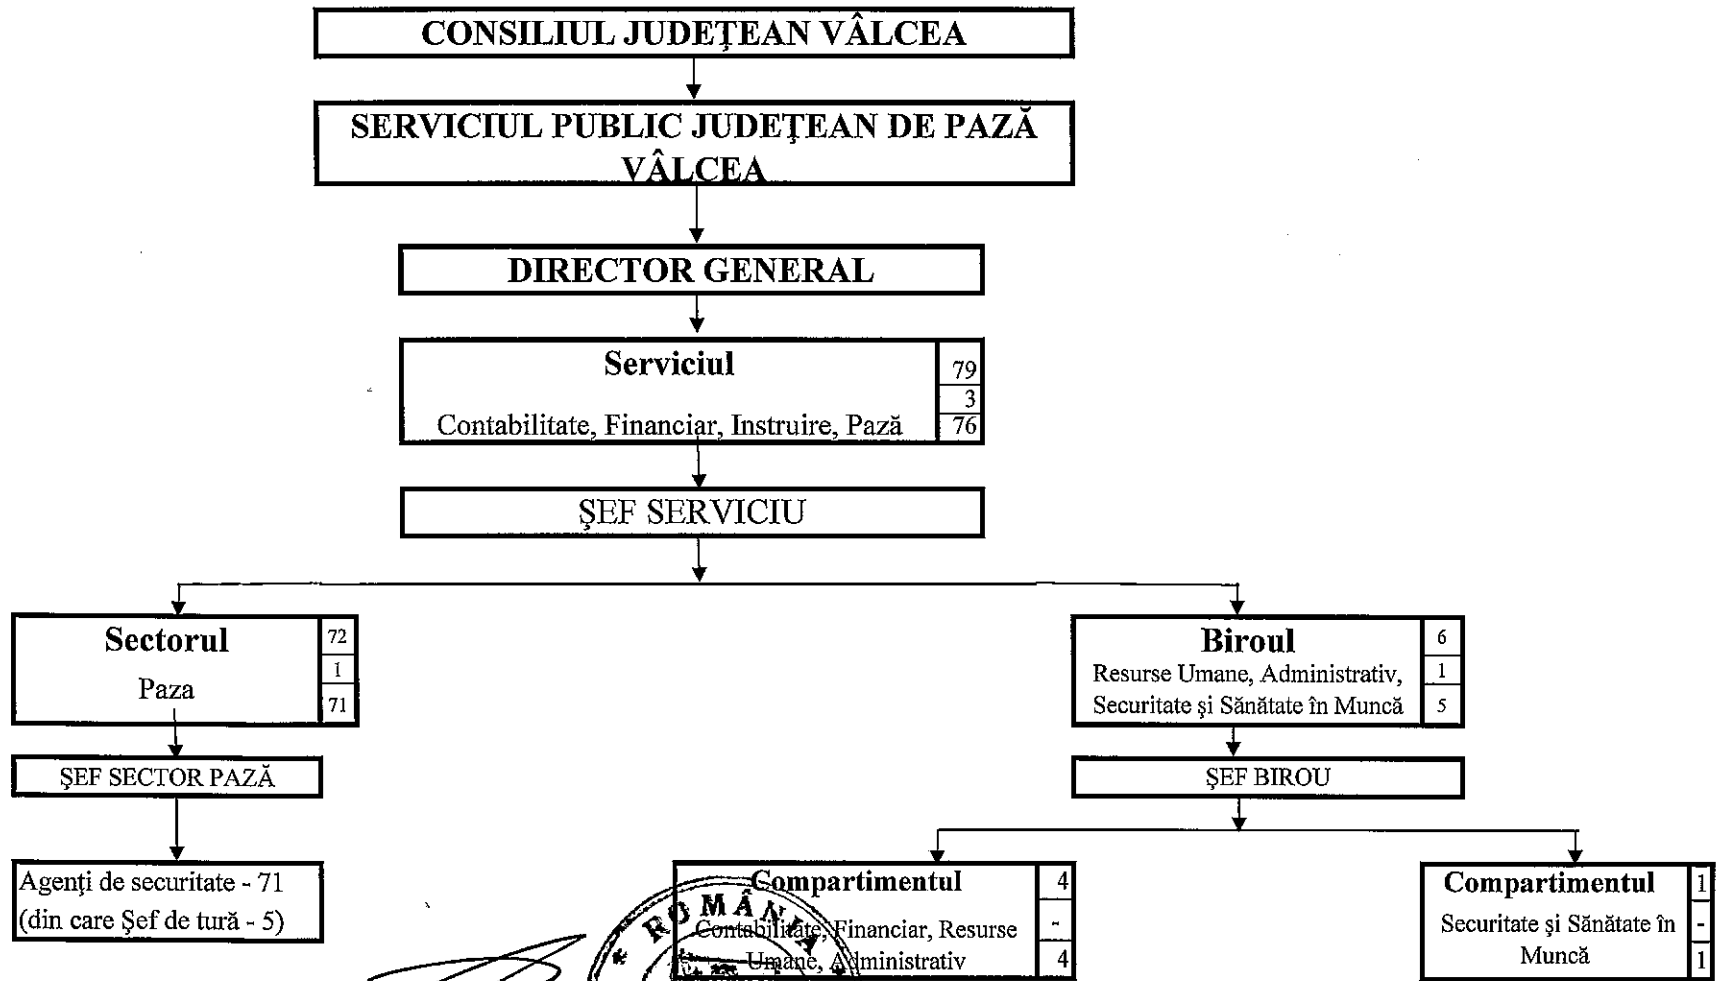 CONSILIUL JUDEŢEAN VÂLCEA
SERVICIUL PUBLIC JUDEŢEAN DE PAZĂ
VÂLCEA
DIRECTOR GENERAL
Serviciul
Contabilitate, Financiar, Instruire, Pază
79
3
76
ŞEF SERVICIU
Sectorul
Paza
72
1
71
Biroul
Resurse Umane, Administrativ,
Securitate şi Sănătate în Muncă
6
1
5
ŞEF SECTOR PAZĂ
ŞEF BIROU
Agenţi de securitate - 71
(din care Şef de tură - 5)
Compartimentul
Contabilitate, Financiar, Resurse
Umane, Administrativ
4
-
4
ROMÂNIA
Compartimentul
Securitate şi Sănătate în
Muncă
1
-
1